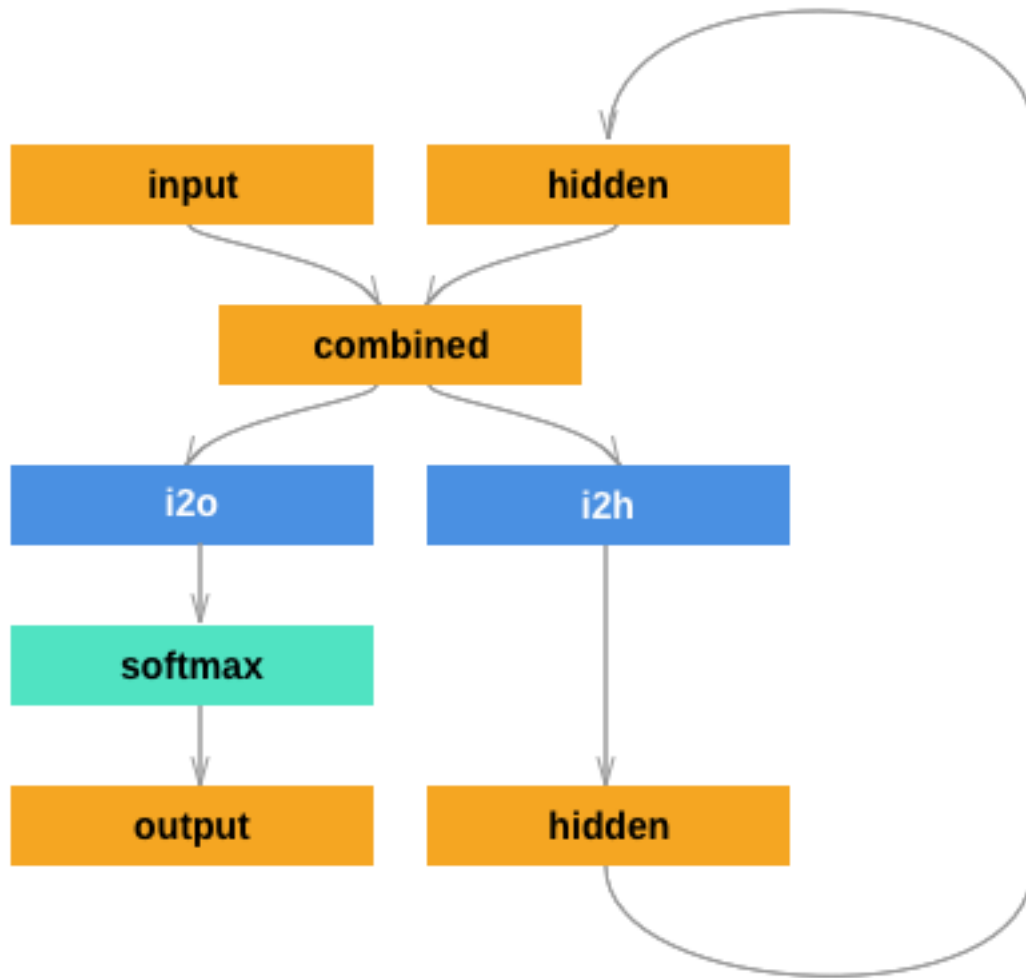 input
hidden
combined
i2o
i2h
softmax
output
hidden